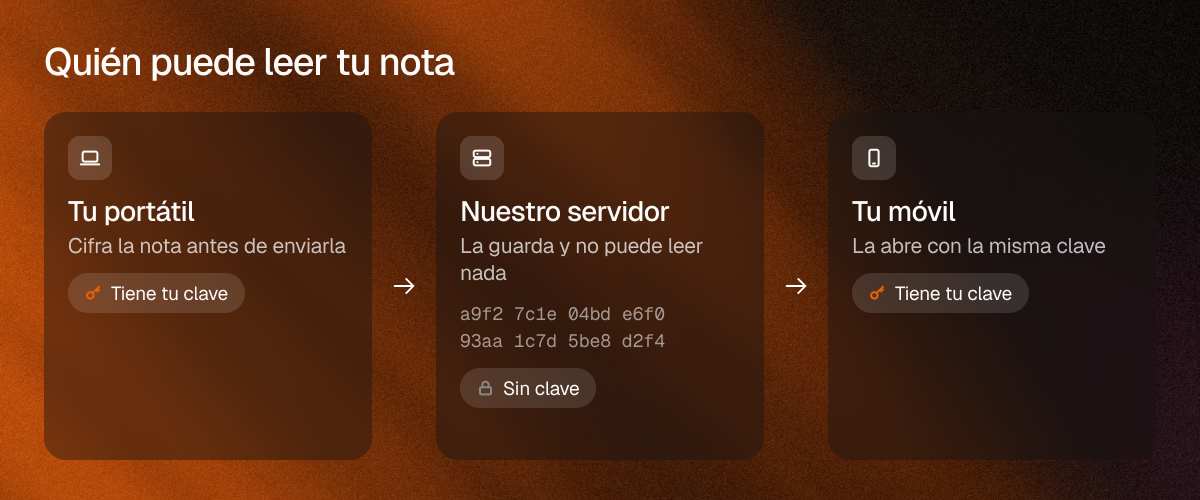 Quién puede leer tu nota
Tu portátil
Cifra la nota antes de enviarla
Tiene tu clave
Nuestro servidor
La guarda y no puede leer
nada
a9f2 7c1e 04bd e6f0
93aa 1c7d 5be8 d2f4
Sin clave
Tu móvil
La abre con la misma clave
Tiene tu clave